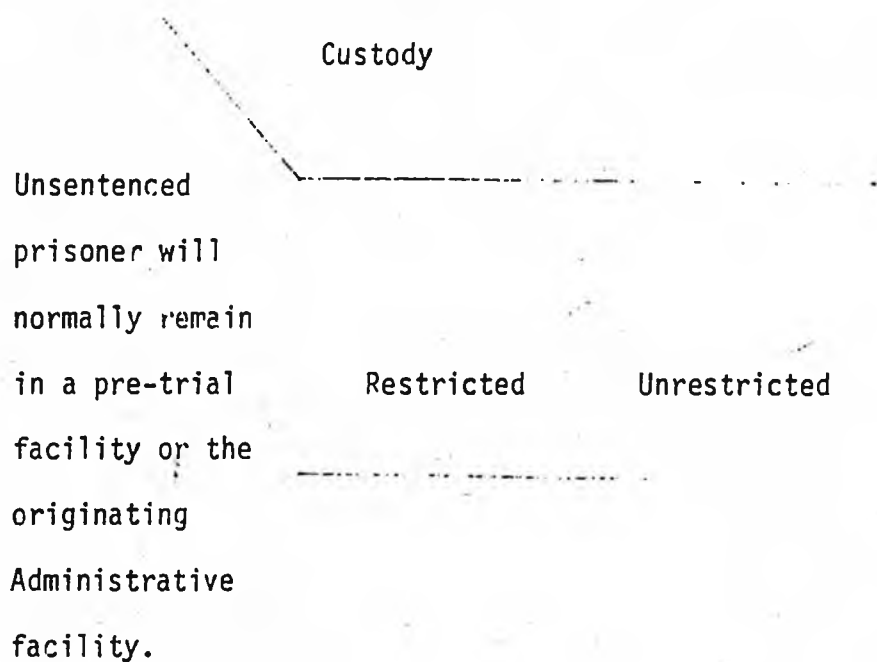 Custody
Unsentenced
prisoner will
normally remain
in a pre-trial
facility or the
originating
Administrative
facility.
Restricted Unrestricted